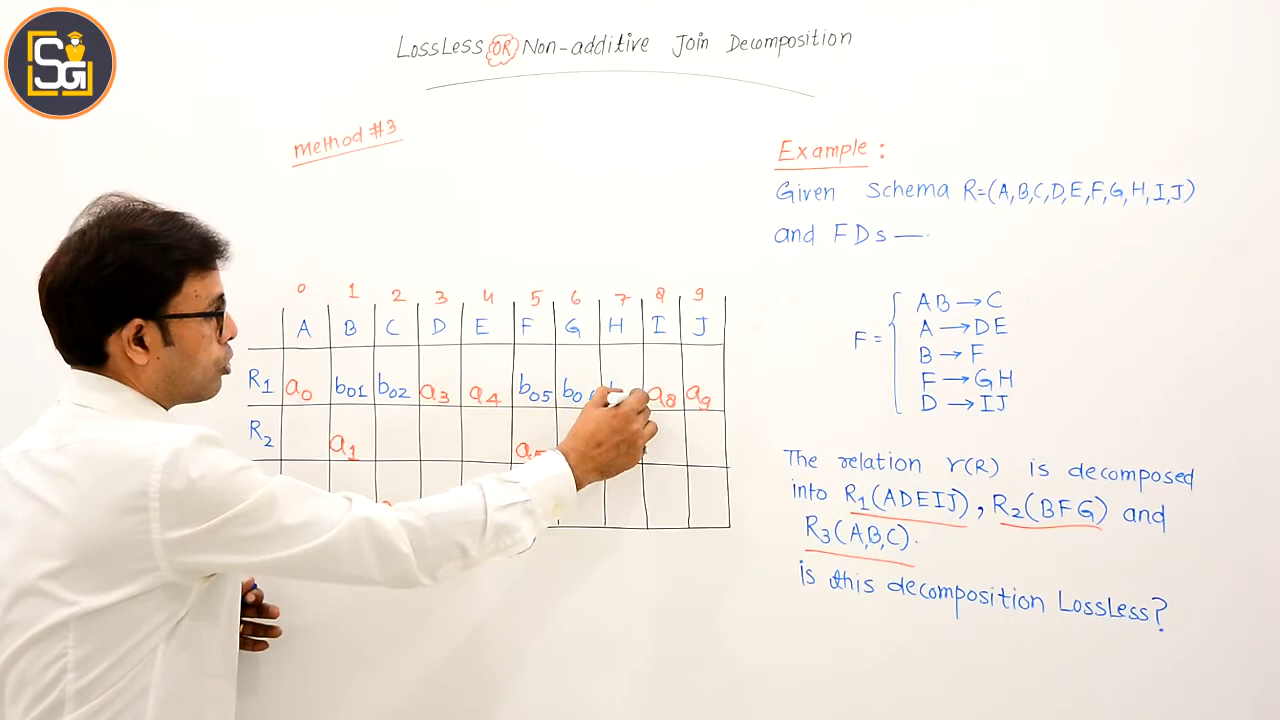 SG
LossLess OR Non-additive Join Decomposition
method #3
Example :
Given Schema R=(A,B,C,D,E,F,G,H,I,J)
and FDs —
0 1 2 3 4 5 6 7 8 9
A B C D E F G H I J
R1 a0 b01 b02 a3 a4 b05 a8 a9
R2 a1
F = { AB → C
A → DE
B → F
F → GH
D → IJ
The relation r(R) is decomposed
into R1(ADEIJ), R2(BFG) and
R3(A,B,C).
is this decomposition LossLess?